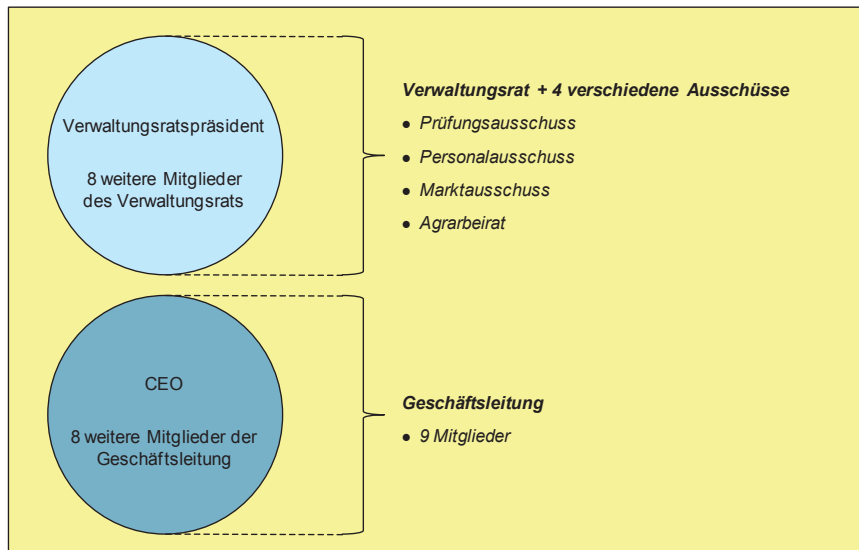 Verwaltungsratspräsident
8 weitere Mitglieder
des Verwaltungsrats
Verwaltungsrat + 4 verschiedene Ausschüsse
• Prüfungsausschuss
• Personalausschuss
• Marktausschuss
• Agrarbeirat
CEO
8 weitere Mitglieder der
Geschäftsleitung
Geschäftsleitung
• 9 Mitglieder